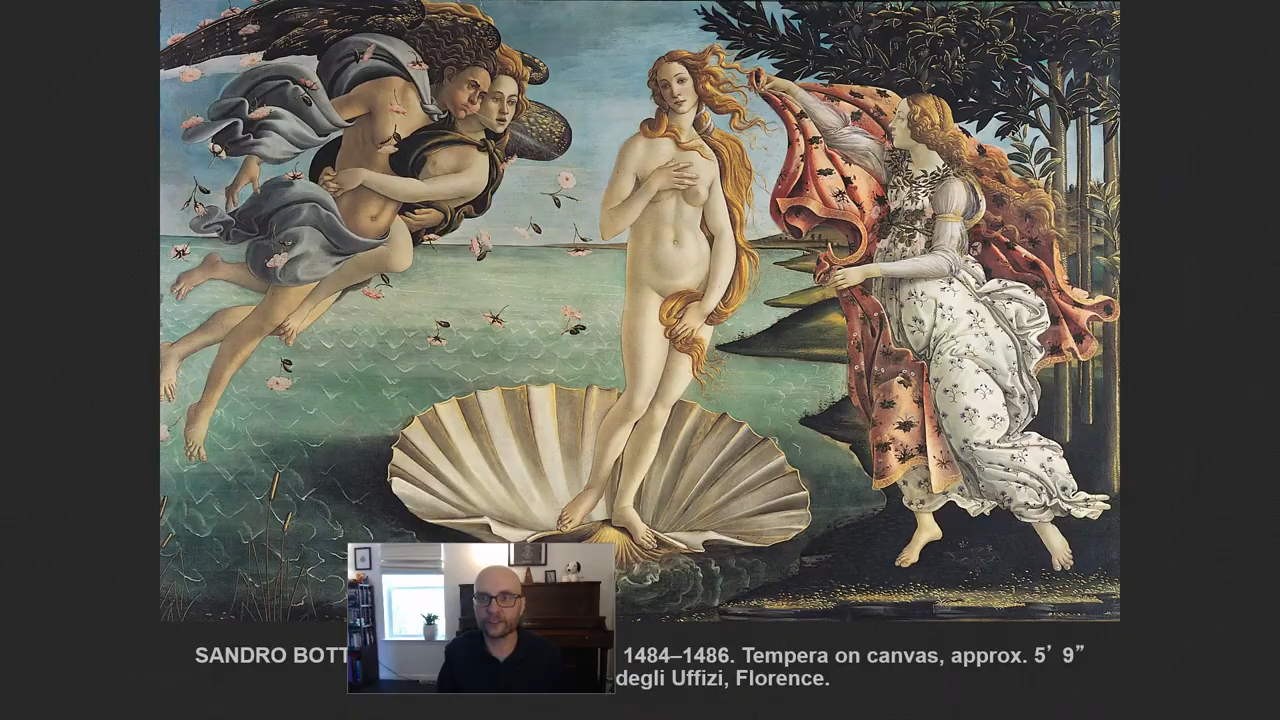 SANDRO BOTT 1484–1486. Tempera on canvas, approx. 5’ 9”
degli Uffizi, Florence.